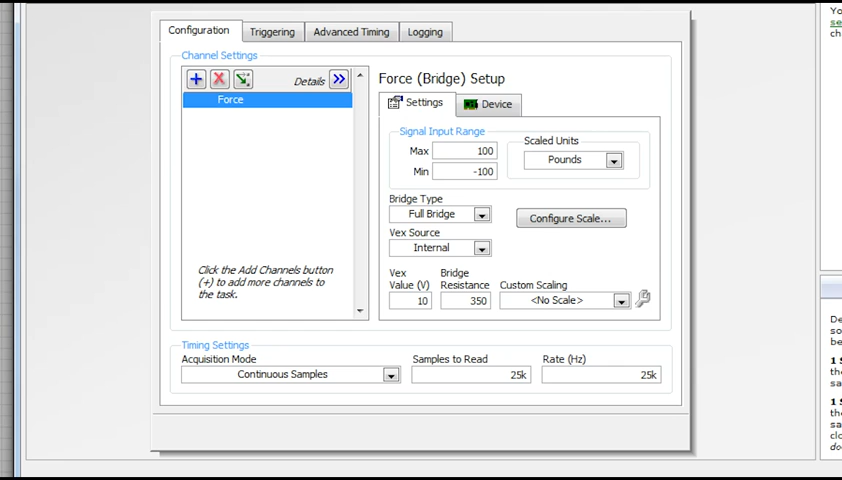 Configuration
Triggering
Advanced Timing
Logging
Channel Settings
Details
Force
Click the Add Channels button
(+) to add more channels to
the task.
Force (Bridge) Setup
Settings
Device
Signal Input Range
Max 100
Min -100
Scaled Units
Pounds
Bridge Type
Full Bridge
Configure Scale...
Vex Source
Internal
Vex
Value (V)
10
Bridge
Resistance
350
Custom Scaling
<No Scale>
Timing Settings
Acquisition Mode
Continuous Samples
Samples to Read
25k
Rate (Hz)
25k